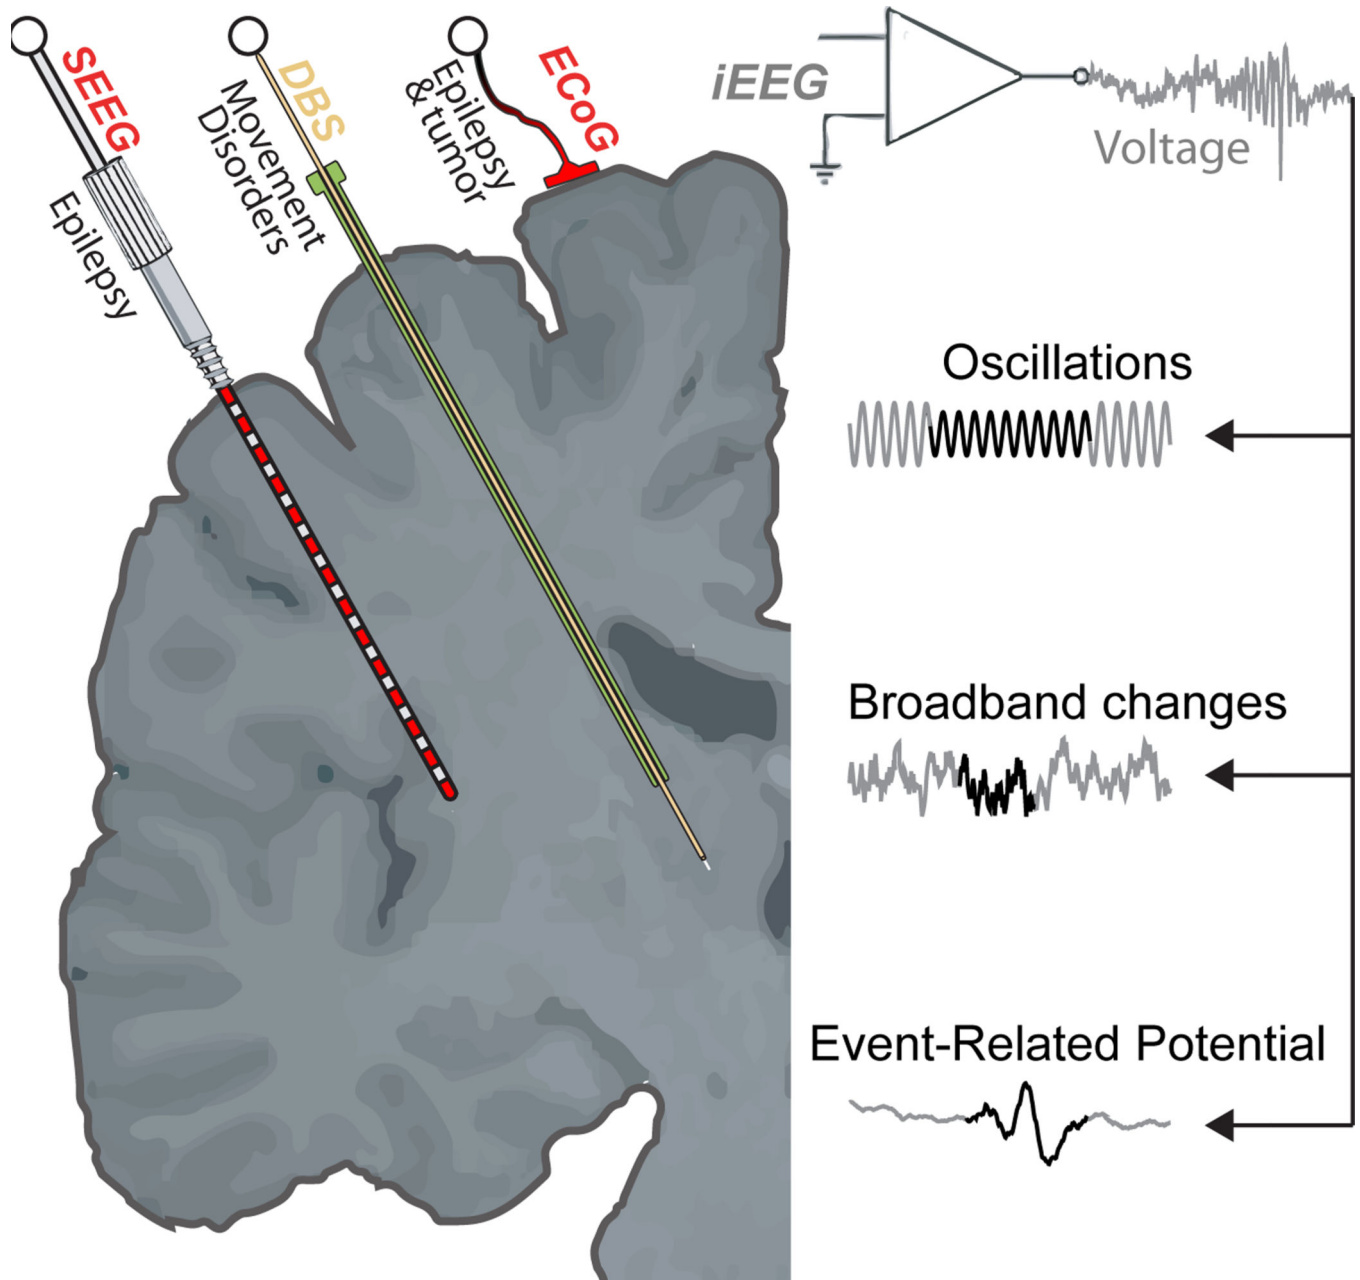 SEEG
Epilepsy
DBS
Movement
Disorders
ECoG
Epilepsy
& tumor
iEEG
Voltage
Oscillations
Broadband changes
Event-Related Potential